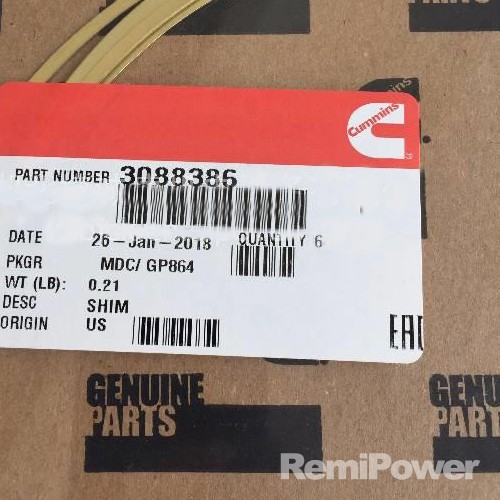 PARTS
Cummins
PART NUMBER 3088386
DATE 26-Jan-2018 QUANTITY 6
PKGR MDC/ GP864
WT (LB): 0.21
DESC SHIM
ORIGIN US
EAC
GENUINE
PARTS
GENUINE
PARTS
RemiPower